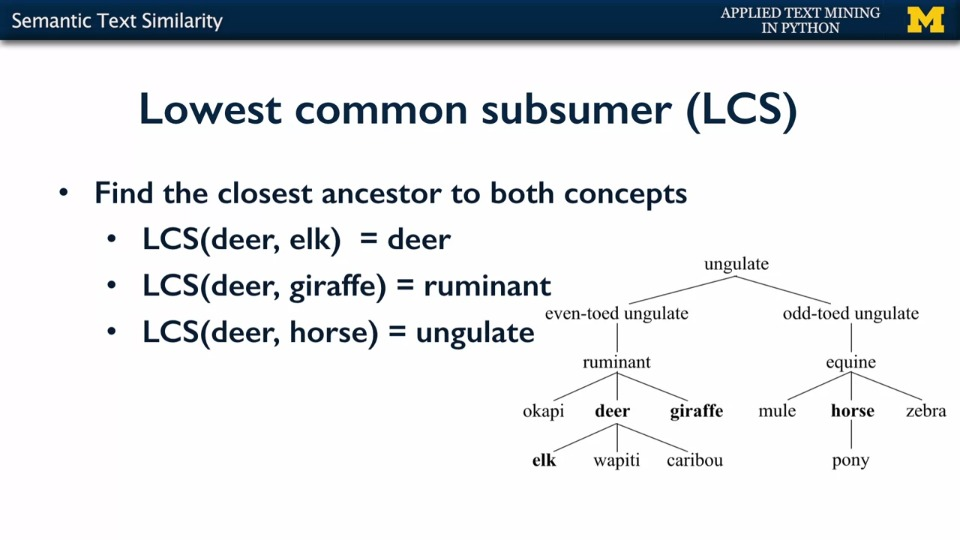 Semantic Text Similarity
APPLIED TEXT MINING
IN PYTHON
M
Lowest common subsumer (LCS)
• Find the closest ancestor to both concepts
• LCS(deer, elk) = deer
• LCS(deer, giraffe) = ruminant
• LCS(deer, horse) = ungulate
ungulate
even-toed ungulate odd-toed ungulate
ruminant equine
okapi deer giraffe mule horse zebra
elk wapiti caribou pony